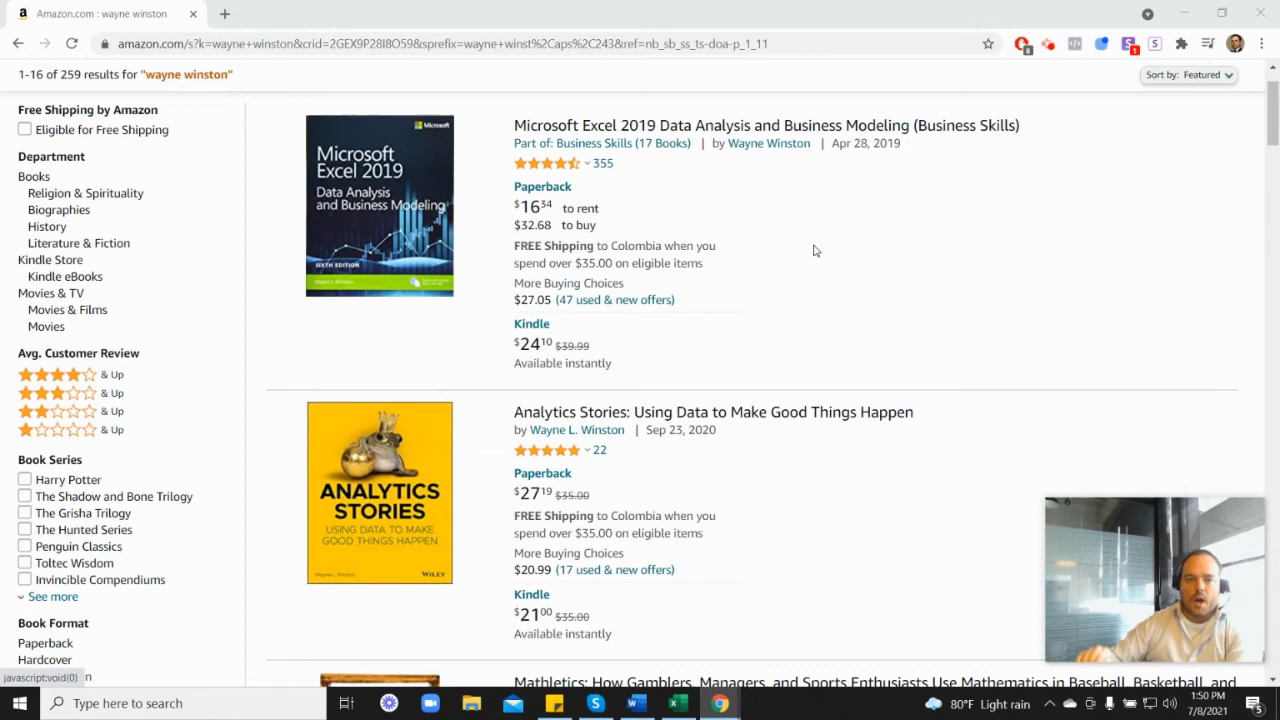 Amazon.com : wayne winston
amazon.com/s?k=wayne+winston&crid=2GEX9P28I8O59&sprefix=wayne+winst%2Caps%2C243&ref=nb_sb_ss_ts-doa-p_1_11
8
1
1-16 of 259 results for "wayne winston"
Sort by: Featured
Free Shipping by Amazon
Eligible for Free Shipping
Department
Books
Religion & Spirituality
Biographies
History
Literature & Fiction
Kindle Store
Kindle eBooks
Movies & TV
Movies & Films
Movies
Avg. Customer Review
& Up
& Up
& Up
& Up
Book Series
Harry Potter
The Shadow and Bone Trilogy
The Grisha Trilogy
The Hunted Series
Penguin Classics
Toltec Wisdom
Invincible Compendiums
See more
Book Format
Paperback
Hardcover
javascript:void(0)
Microsoft
Microsoft
Excel 2019
Data Analysis
and Business Modeling
SIXTH EDITION
Wayne L. Winston
Microsoft Excel 2019 Data Analysis and Business Modeling (Business Skills)
Part of: Business Skills (17 Books) | by Wayne Winston | Apr 28, 2019
355
Paperback
$16.34 to rent
$32.68 to buy
FREE Shipping to Colombia when you
spend over $35.00 on eligible items
More Buying Choices
$27.05 (47 used & new offers)
Kindle
$24.10 $39.99
Available instantly
ANALYTICS
STORIES
USING DATA TO MAKE
GOOD THINGS HAPPEN
Wayne L. Winston
WILEY
Analytics Stories: Using Data to Make Good Things Happen
by Wayne L. Winston | Sep 23, 2020
22
Paperback
$27.19 $35.00
FREE Shipping to Colombia when you
spend over $35.00 on eligible items
More Buying Choices
$20.99 (17 used & new offers)
Kindle
$21.00 $35.00
Available instantly
Mathletics: How Gamblers, Managers, and Sports Enthusiasts Use Mathematics in Baseball, Basketball, and
Type here to search
80°F Light rain
1:50 PM
7/8/2021
5